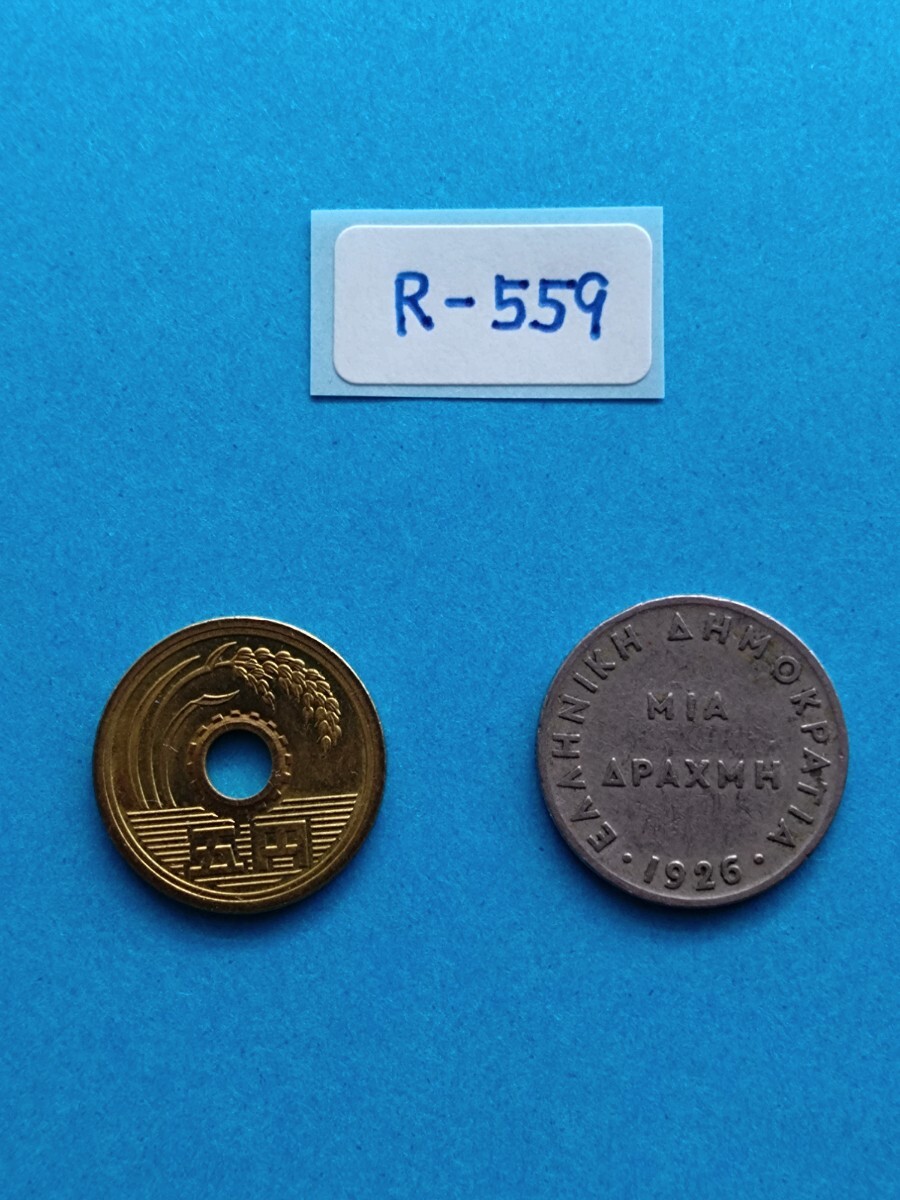 R-559
五円
ΕΛΛΗΝΙΚΗ ΔΗΜΟΚΡΑΤΙΑ
ΜΙΑ
ΔΡΑΧΜΗ
· 1926 ·